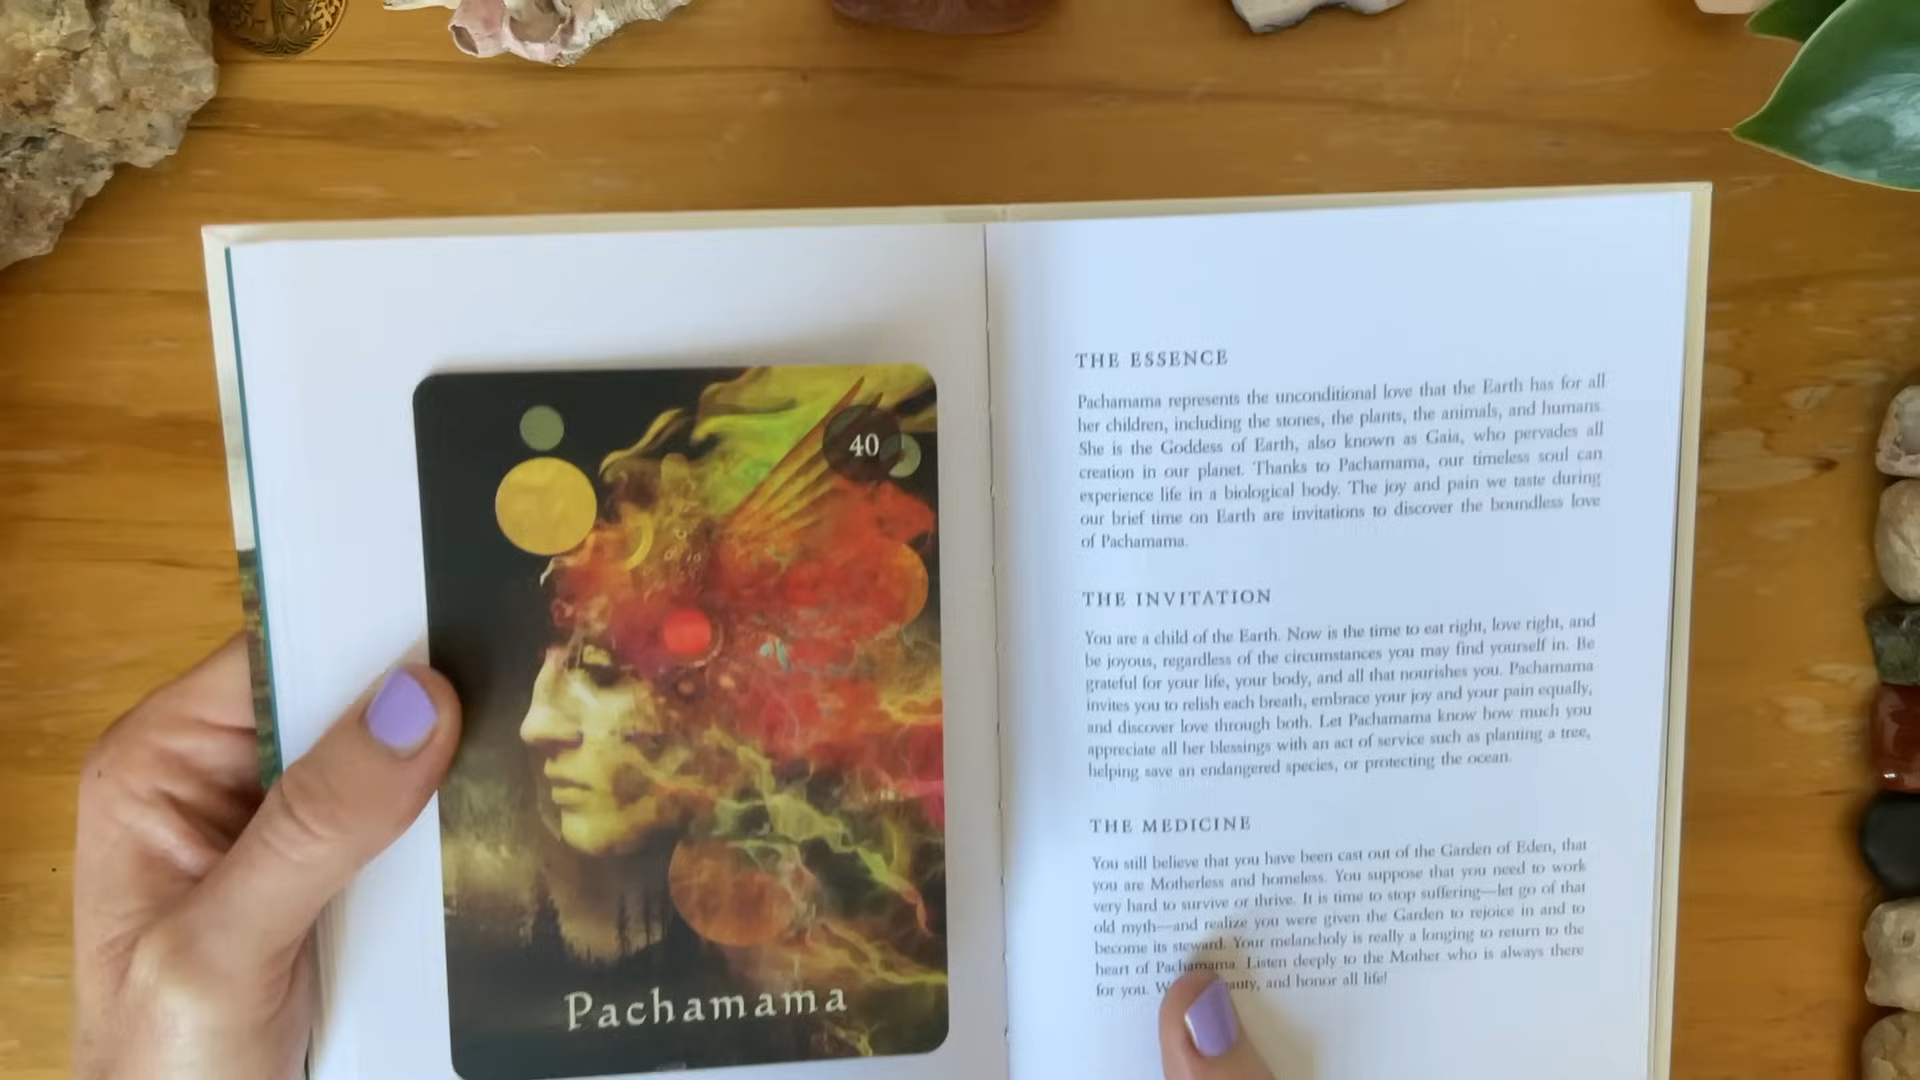 40
Pachamama
THE ESSENCE
Pachamama represents the unconditional love that the Earth has for all
her children, including the stones, the plants, the animals, and humans.
She is the Goddess of Earth, also known as Gaia, who pervades all
creation in our planet. Thanks to Pachamama, our timeless soul can
experience life in a biological body. The joy and pain we taste during
our brief time on Earth are invitations to discover the boundless love
of Pachamama.
THE INVITATION
You are a child of the Earth. Now is the time to eat right, love right, and
be joyous, regardless of the circumstances you may find yourself in. Be
grateful for your life, your body, and all that nourishes you. Pachamama
invites you to relish each breath, embrace your joy and your pain equally,
and discover love through both. Let Pachamama know how much you
appreciate all her blessings with an act of service such as planting a tree,
helping save an endangered species, or protecting the ocean.
THE MEDICINE
You still believe that you have been cast out of the Garden of Eden, that
you are Motherless and homeless. You suppose that you need to work
very hard to survive or thrive. It is time to stop suffering—let go of that
old myth—and realize you were given the Garden to rejoice in and to
become its steward. Your melancholy is really a longing to return to the
heart of Pachamama. Listen deeply to the Mother who is always there
for you. and honor all life!